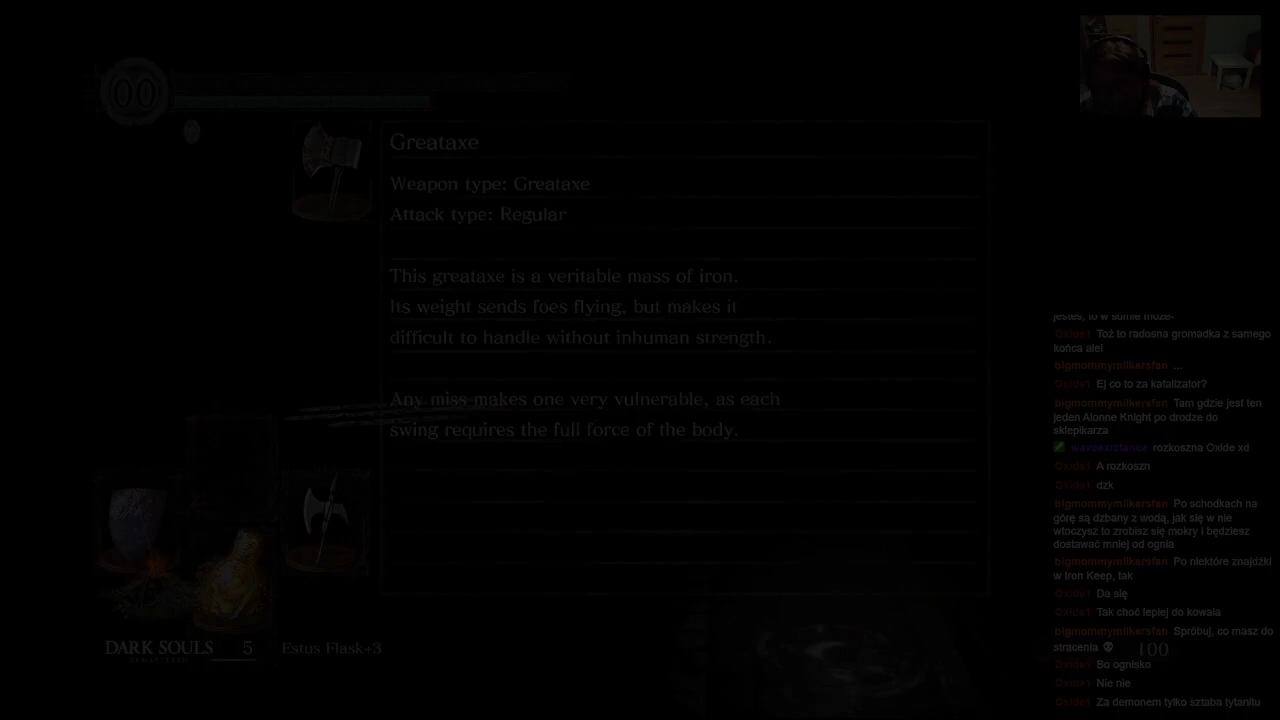 00
Greataxe
Weapon type: Greataxe
Attack type: Regular
This greataxe is a veritable mass of iron.
Its weight sends foes flying, but makes it
difficult to handle without inhuman strength.
Any miss makes one very vulnerable, as each
swing requires the full force of the body.
DARK SOULS
REMASTERED
5
Estus Flask+3
100
jesteś, to w sumie może-
Oxide1 Toż to radosna gromadka z samego
końca alei
bigmommymilkersfan ...
Oxide1 Ej co to za katalizator?
bigmommymilkersfan Tam gdzie jest ten
jeden Alonne Knight po drodze do
sklepikarza
rozkoszna Oxide xd
Oxide1 A rozkoszn
Oxide1 dzk
bigmommymilkersfan Po schodkach na
górę są dzbany z wodą, jak się w nie
wtoczysz to zrobisz się mokry i będziesz
dostawać mniej od ognia
bigmommymilkersfan Po niektóre znajdźki
w Iron Keep, tak
Oxide1 Da się
Oxide1 Tak choć lepiej do kowala
bigmommymilkersfan Spróbuj, co masz do
stracenia
Oxide1 Bo ognisko
Oxide1 Nie nie
Oxide1 Za demonem tylko sztaba tytanitu